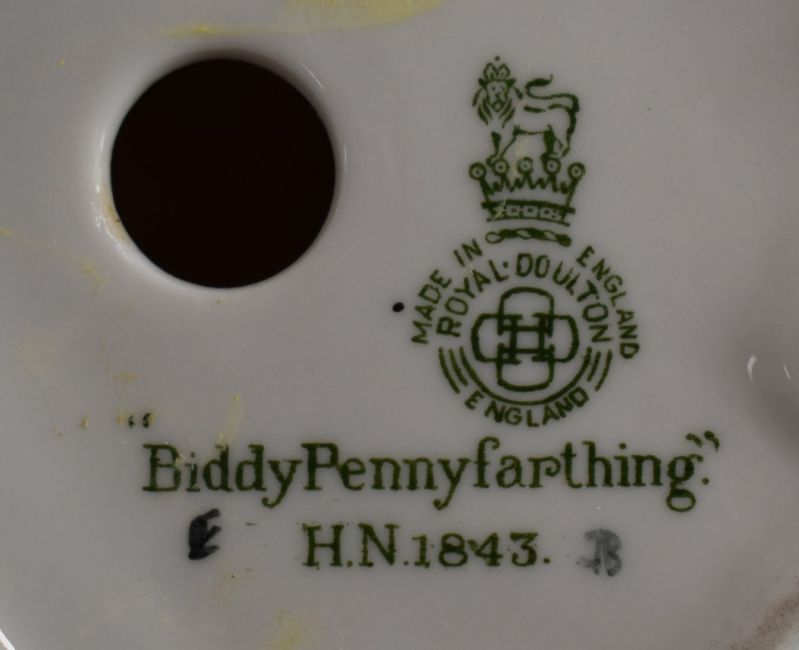 MADE IN ENGLAND
ROYAL·DOULTON
ENGLAND
"BiddyPennyfarthing."
H.N.1843.